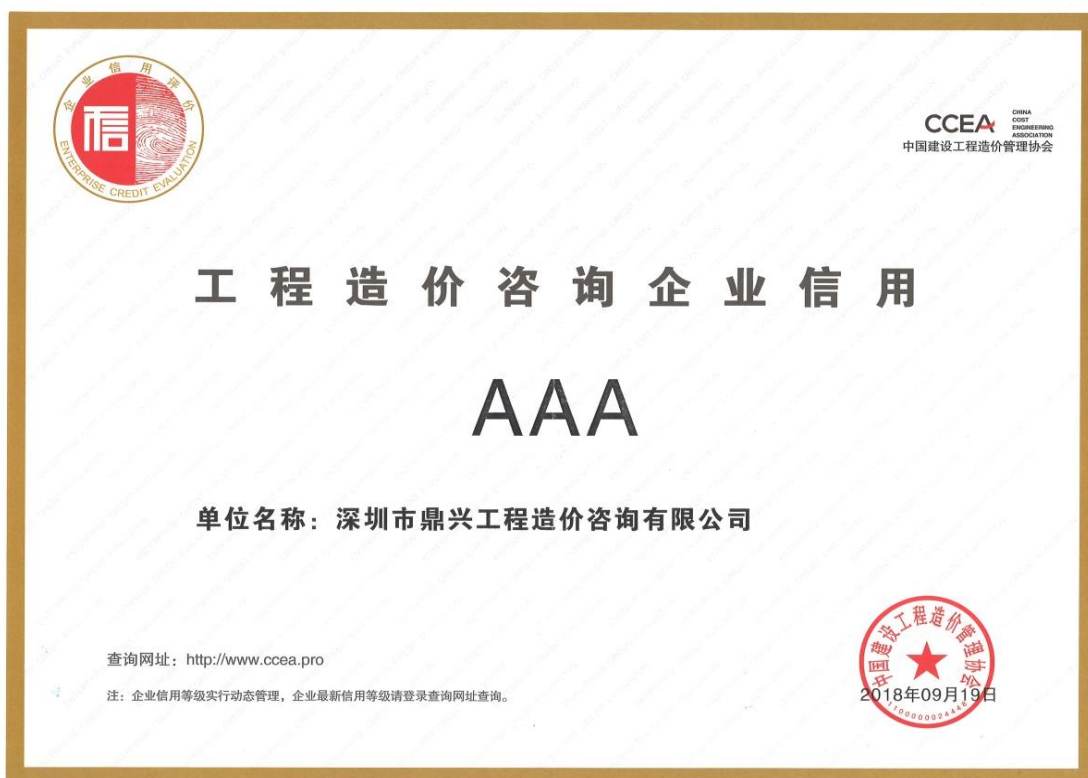 企业信用评价
信
ENTERPRISE CREDIT EVALUATION
CCEA
CHINA
COST
ENGINEERING
ASSOCIATION
中国建设工程造价管理协会
工程造价咨询企业信用
AAA
单位名称：深圳市鼎兴工程造价咨询有限公司
查询网址：http://www.ccea.pro
注：企业信用等级实行动态管理，企业最新信用等级请登录查询网址查询。
中国建设工程造价管理协会
2018年09月19日